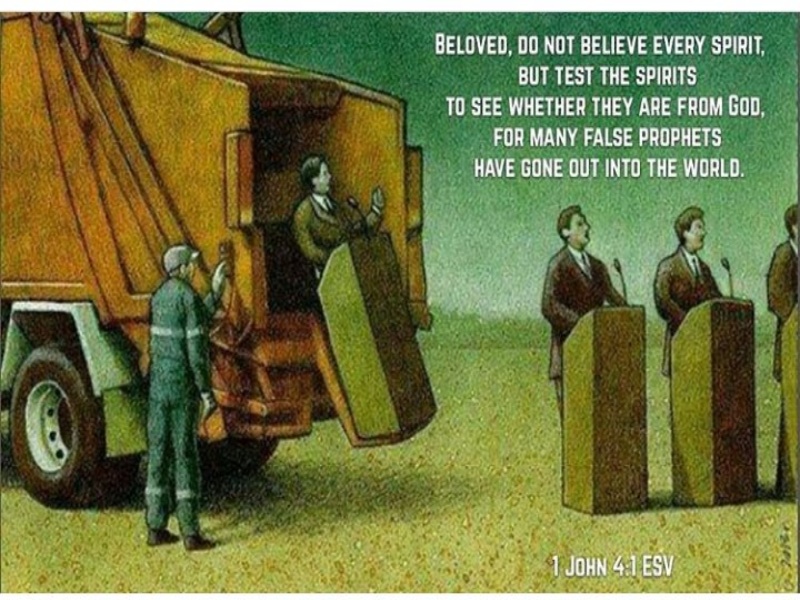 BELOVED, DO NOT BELIEVE EVERY SPIRIT,
BUT TEST THE SPIRITS
TO SEE WHETHER THEY ARE FROM GOD,
FOR MANY FALSE PROPHETS
HAVE GONE OUT INTO THE WORLD.
1 JOHN 4:1 ESV